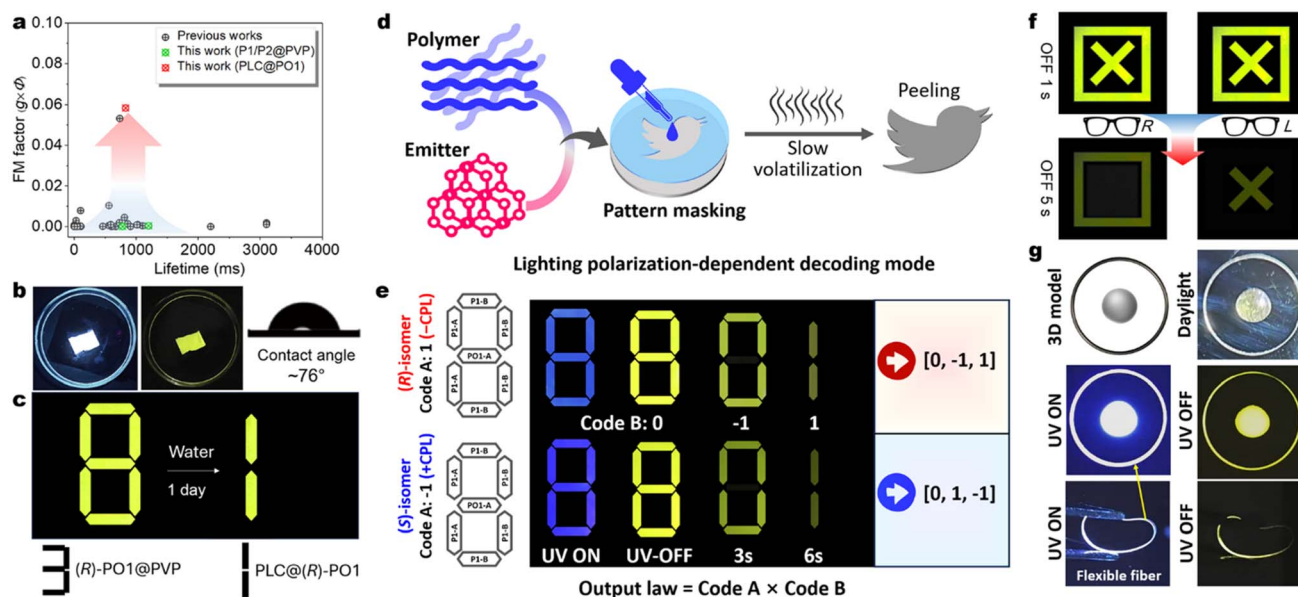 a
FM factor (g×Φ)
0.10
0.08
0.06
0.04
0.02
0.00
0
1000
2000
3000
4000
Lifetime (ms)
Previous works
This work (P1/P2@PVP)
This work (PLC@PO1)
b
Contact angle
~76°
c
Water
1 day
(R)-PO1@PVP
PLC@(R)-PO1
d
Polymer
Emitter
Pattern masking
Slow
volatilization
Peeling
Lighting polarization-dependent decoding mode
e
(R)-isomer
Code A: 1 (−CPL)
P1-B
P1-A
P1-B
PO1-A
P1-A
P1-B
P1-B
Code B: 0
-1
1
[0, -1, 1]
(S)-isomer
Code A: -1 (+CPL)
P1-B
P1-A
P1-B
PO1-A
P1-A
P1-B
P1-B
UV ON
UV-OFF
3s
6s
[0, 1, -1]
Output law = Code A × Code B
f
OFF 1 s
R
L
OFF 5 s
g
3D model
Daylight
UV ON
UV OFF
UV ON
UV OFF
Flexible fiber